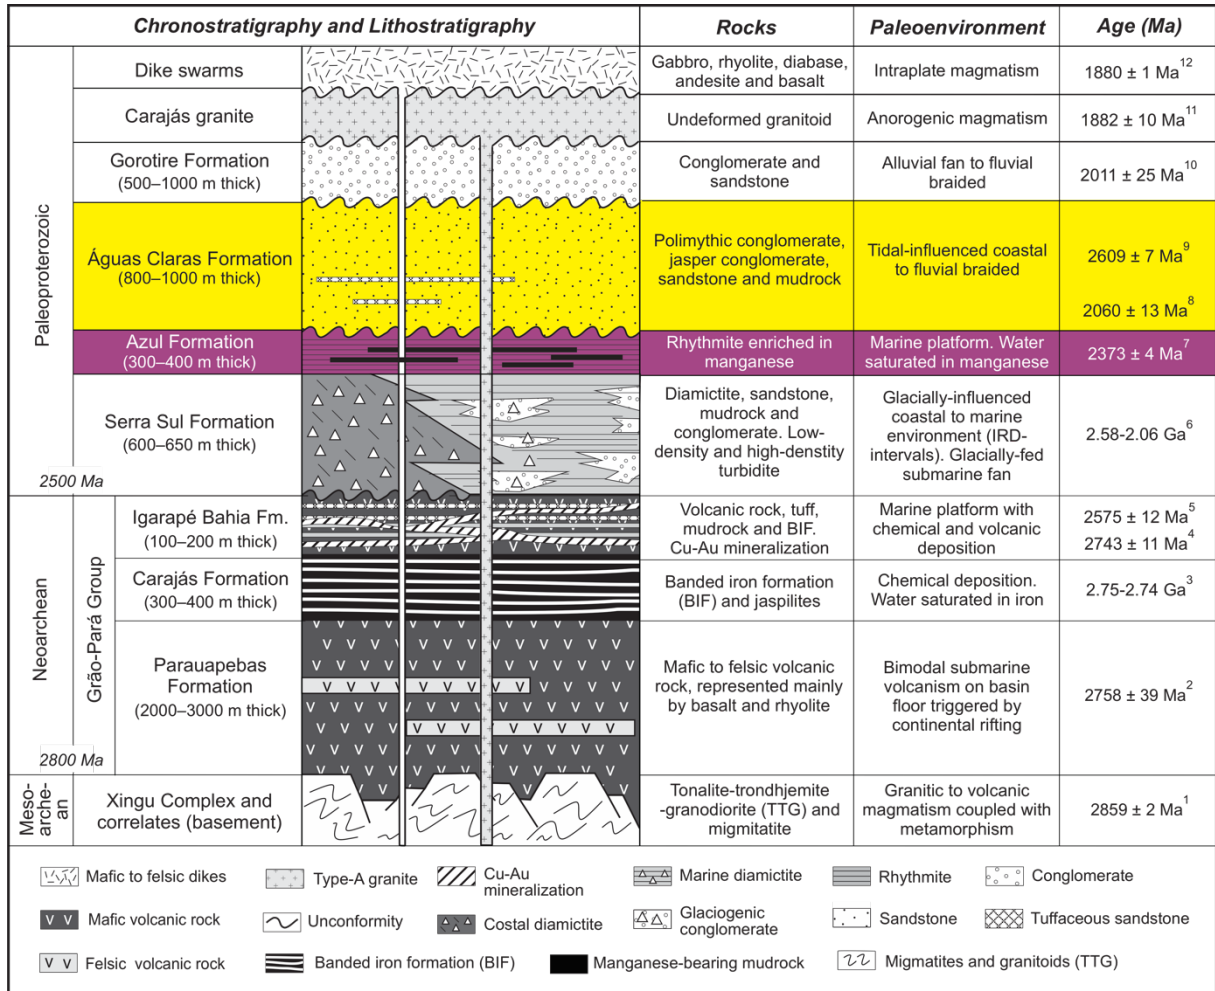 Chronostratigraphy and Lithostratigraphy
Rocks
Paleoenvironment
Age (Ma)
Paleoproterozoic
Dike swarms
Gabbro, rhyolite, diabase,
andesite and basalt
Intraplate magmatism
1880 ± 1 Ma12
Carajás granite
Undeformed granitoid
Anorogenic magmatism
1882 ± 10 Ma11
Gorotire Formation
(500–1000 m thick)
Conglomerate and
sandstone
Alluvial fan to fluvial
braided
2011 ± 25 Ma10
Águas Claras Formation
(800–1000 m thick)
Polimythic conglomerate,
jasper conglomerate,
sandstone and mudrock
Tidal-influenced coastal
to fluvial braided
2609 ± 7 Ma9
2060 ± 13 Ma8
Azul Formation
(300–400 m thick)
Rhythmite enriched in
manganese
Marine platform. Water
saturated in manganese
2373 ± 4 Ma7
Serra Sul Formation
(600–650 m thick)
Diamictite, sandstone,
mudrock and
conglomerate. Low-
density and high-denstity
turbidite
Glacially-influenced
coastal to marine
environment (IRD-
intervals). Glacially-fed
submarine fan
2.58-2.06 Ga6
2500 Ma
Neoarchean
Grão-Pará Group
Igarapé Bahia Fm.
(100–200 m thick)
Volcanic rock, tuff,
mudrock and BIF.
Cu-Au mineralization
Marine platform with
chemical and volcanic
deposition
2575 ± 12 Ma5
2743 ± 11 Ma4
Carajás Formation
(300–400 m thick)
Banded iron formation
(BIF) and jaspilites
Chemical deposition.
Water saturated in iron
2.75-2.74 Ga3
Parauapebas
Formation
(2000–3000 m thick)
Mafic to felsic volcanic
rock, represented mainly
by basalt and rhyolite
Bimodal submarine
volcanism on basin
floor triggered by
continental rifting
2758 ± 39 Ma2
2800 Ma
Meso-
arche-
an
Xingu Complex and
correlates (basement)
Tonalite-trondhjemite
-granodiorite (TTG) and
migmitatite
Granitic to volcanic
magmatism coupled with
metamorphism
2859 ± 2 Ma1
Mafic to felsic dikes
Type-A granite
Cu-Au
mineralization
Marine diamictite
Rhythmite
Conglomerate
Mafic volcanic rock
Unconformity
Costal diamictite
Glaciogenic
conglomerate
Sandstone
Tuffaceous sandstone
Felsic volcanic rock
Banded iron formation (BIF)
Manganese-bearing mudrock
Migmatites and granitoids (TTG)